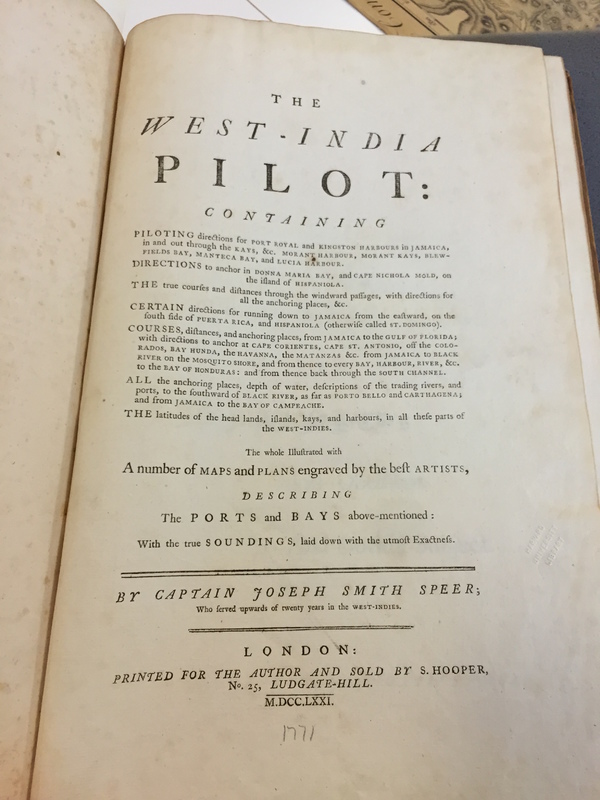 THE
WEST-INDIA
PILOT:
CONTAINING
PILOTING directions for PORT ROYAL and KINGSTON HARBOURS in JAMAICA,
in and out through the KAYS, &c. MORANT HARBOUR, MORANT KAYS, BLEW-
FIELDS BAY, MANTECA BAY, and LUCIA HARBOUR.
DIRECTIONS to anchor in DONNA MARIA BAY, and CAPE NICHOLA MOLD, on
the iſland of HISPANIOLA.
THE true courſes and diſtances through the windward paſſages, with directions for
all the anchoring places, &c.
CERTAIN directions for running down to JAMAICA from the eaſtward, on the
ſouth ſide of PUERTA RICA, and HISPANIOLA (otherwiſe called ST. DOMINGO).
COURSES, diſtances, and anchoring places, from JAMAICA to the GULF OF FLORIDA;
with directions to anchor at CAPE CORIENTES, CAPE ST. ANTONIO, off the COLO-
RADOS, BAY HUNDA, the HAVANNA, the MATANZAS &c. from JAMAICA to BLACK
RIVER on the MOSQUITO SHORE, and from thence to every BAY, HARBOUR, RIVER, &c.
to the BAY OF HONDURAS: and from thence back through the SOUTH CHANNEL.
ALL the anchoring places, depth of water, deſcriptions of the trading rivers, and
ports, to the ſouthward of BLACK RIVER, as far as PORTO BELLO and CARTHAGENA;
and from JAMAICA to the BAY OF CAMPEACHE.
THE latitudes of the head lands, iſlands, kays, and harbours, in all theſe parts of
the WEST-INDIES.
The whole Illuſtrated with
A number of MAPS and PLANS engraved by the beſt ARTISTS,
DESCRIBING
The PORTS and BAYS above-mentioned:
With the true SOUNDINGS, laid down with the utmoſt Exactneſs.
BY CAPTAIN JOSEPH SMITH SPEER;
Who ſerved upwards of twenty years in the WEST-INDIES.
LONDON:
PRINTED FOR THE AUTHOR AND SOLD BY S. HOOPER,
No. 25, LUDGATE-HILL.
M.DCC.LXXI.
1771